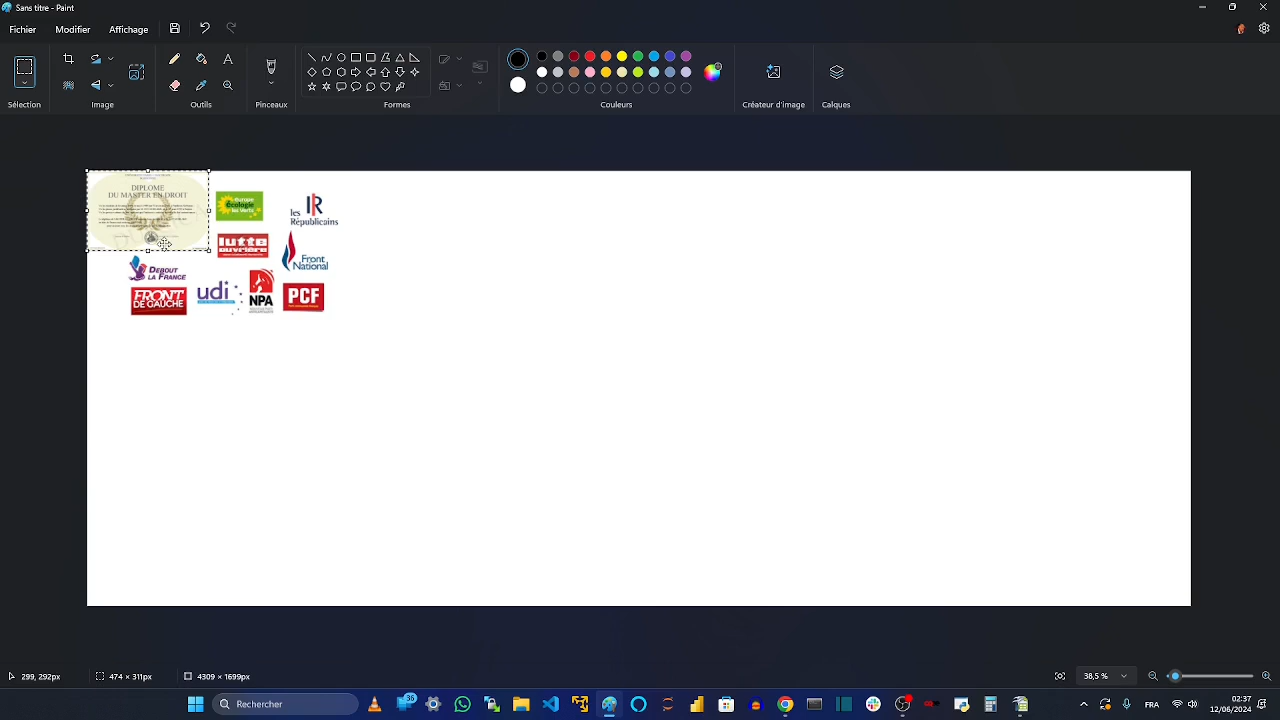 Sans titre - Paint
Fichier Modifier Affichage
Sélection Image Outils Pinceaux Formes Couleurs Créateur d'image Calques
DIPLOME
DU MASTER EN DROIT
europe
écologie
les verts
les
Républicains
lutte
ouvrière
Front
National
DEBOUT
LA FRANCE
FRONT
DE GAUCHE
udi
NPA
PCF
299, 292px 474 × 311px 4309 × 1699px 38.5%
36
Rechercher
FRA
02:37
12/06/2024